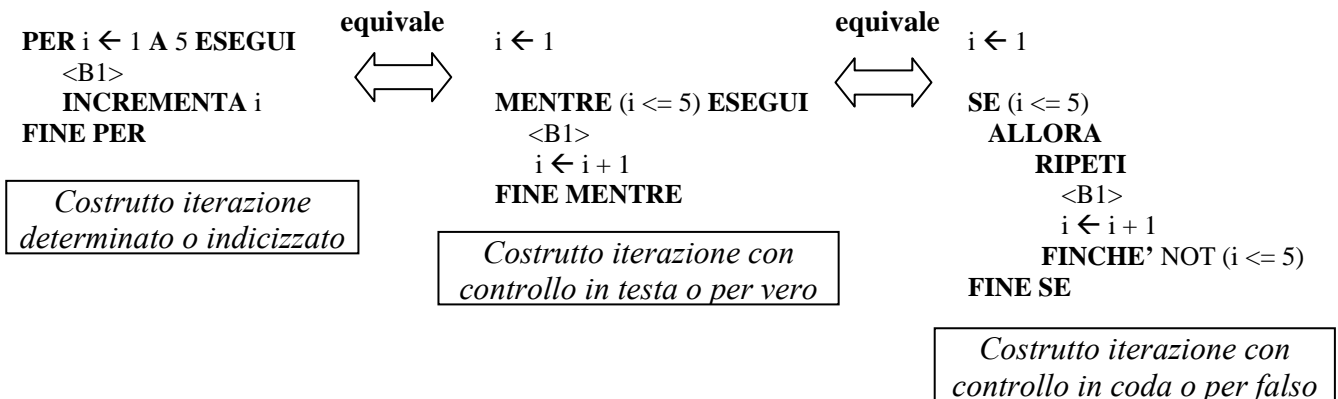 PER i ← 1 A 5 ESEGUI
<B1>
INCREMENTA i
FINE PER
Costrutto iterazione
determinato o indicizzato
equivale
i ← 1
MENTRE (i <= 5) ESEGUI
<B1>
i ← i + 1
FINE MENTRE
Costrutto iterazione con
controllo in testa o per vero
equivale
i ← 1
SE (i <= 5)
ALLORA
RIPETI
<B1>
i ← i + 1
FINCHE’ NOT (i <= 5)
FINE SE
Costrutto iterazione con
controllo in coda o per falso